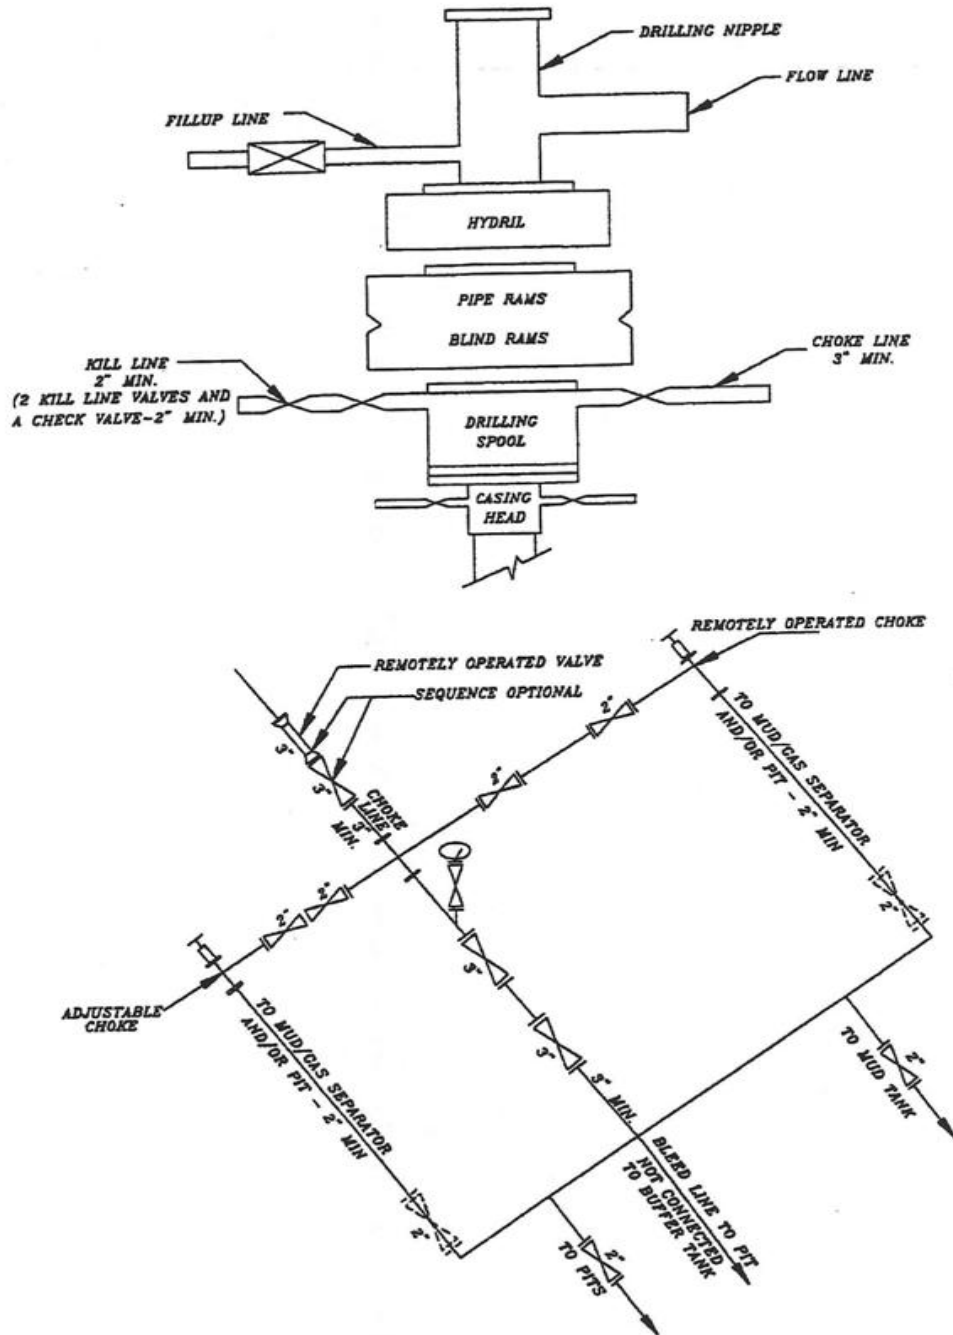 DRILLING NIPPLE
FLOW LINE
FILLUP LINE
HYDRIL
PIPE RAMS
BLIND RAMS
KILL LINE
2" MIN.
(2 KILL LINE VALVES AND
A CHECK VALVE-2" MIN.)
CHOKE LINE
3" MIN.
DRILLING
SPOOL
CASING
HEAD
REMOTELY OPERATED CHOKE
REMOTELY OPERATED VALVE
SEQUENCE OPTIONAL
3"
3"
CHOKE
LINE
3"
MIN.
2"
2"
2"
2"
TO MUD/GAS SEPARATOR
AND/OR PIT - 2" MIN
2"
ADJUSTABLE
CHOKE
TO MUD/GAS SEPARATOR
AND/OR PIT - 2" MIN
2"
3"
3"
3" MIN.
BLEED LINE TO PIT
NOT CONNECTED
TO BUFFER TANK
2"
TO MUD TANK
2"
TO PITS